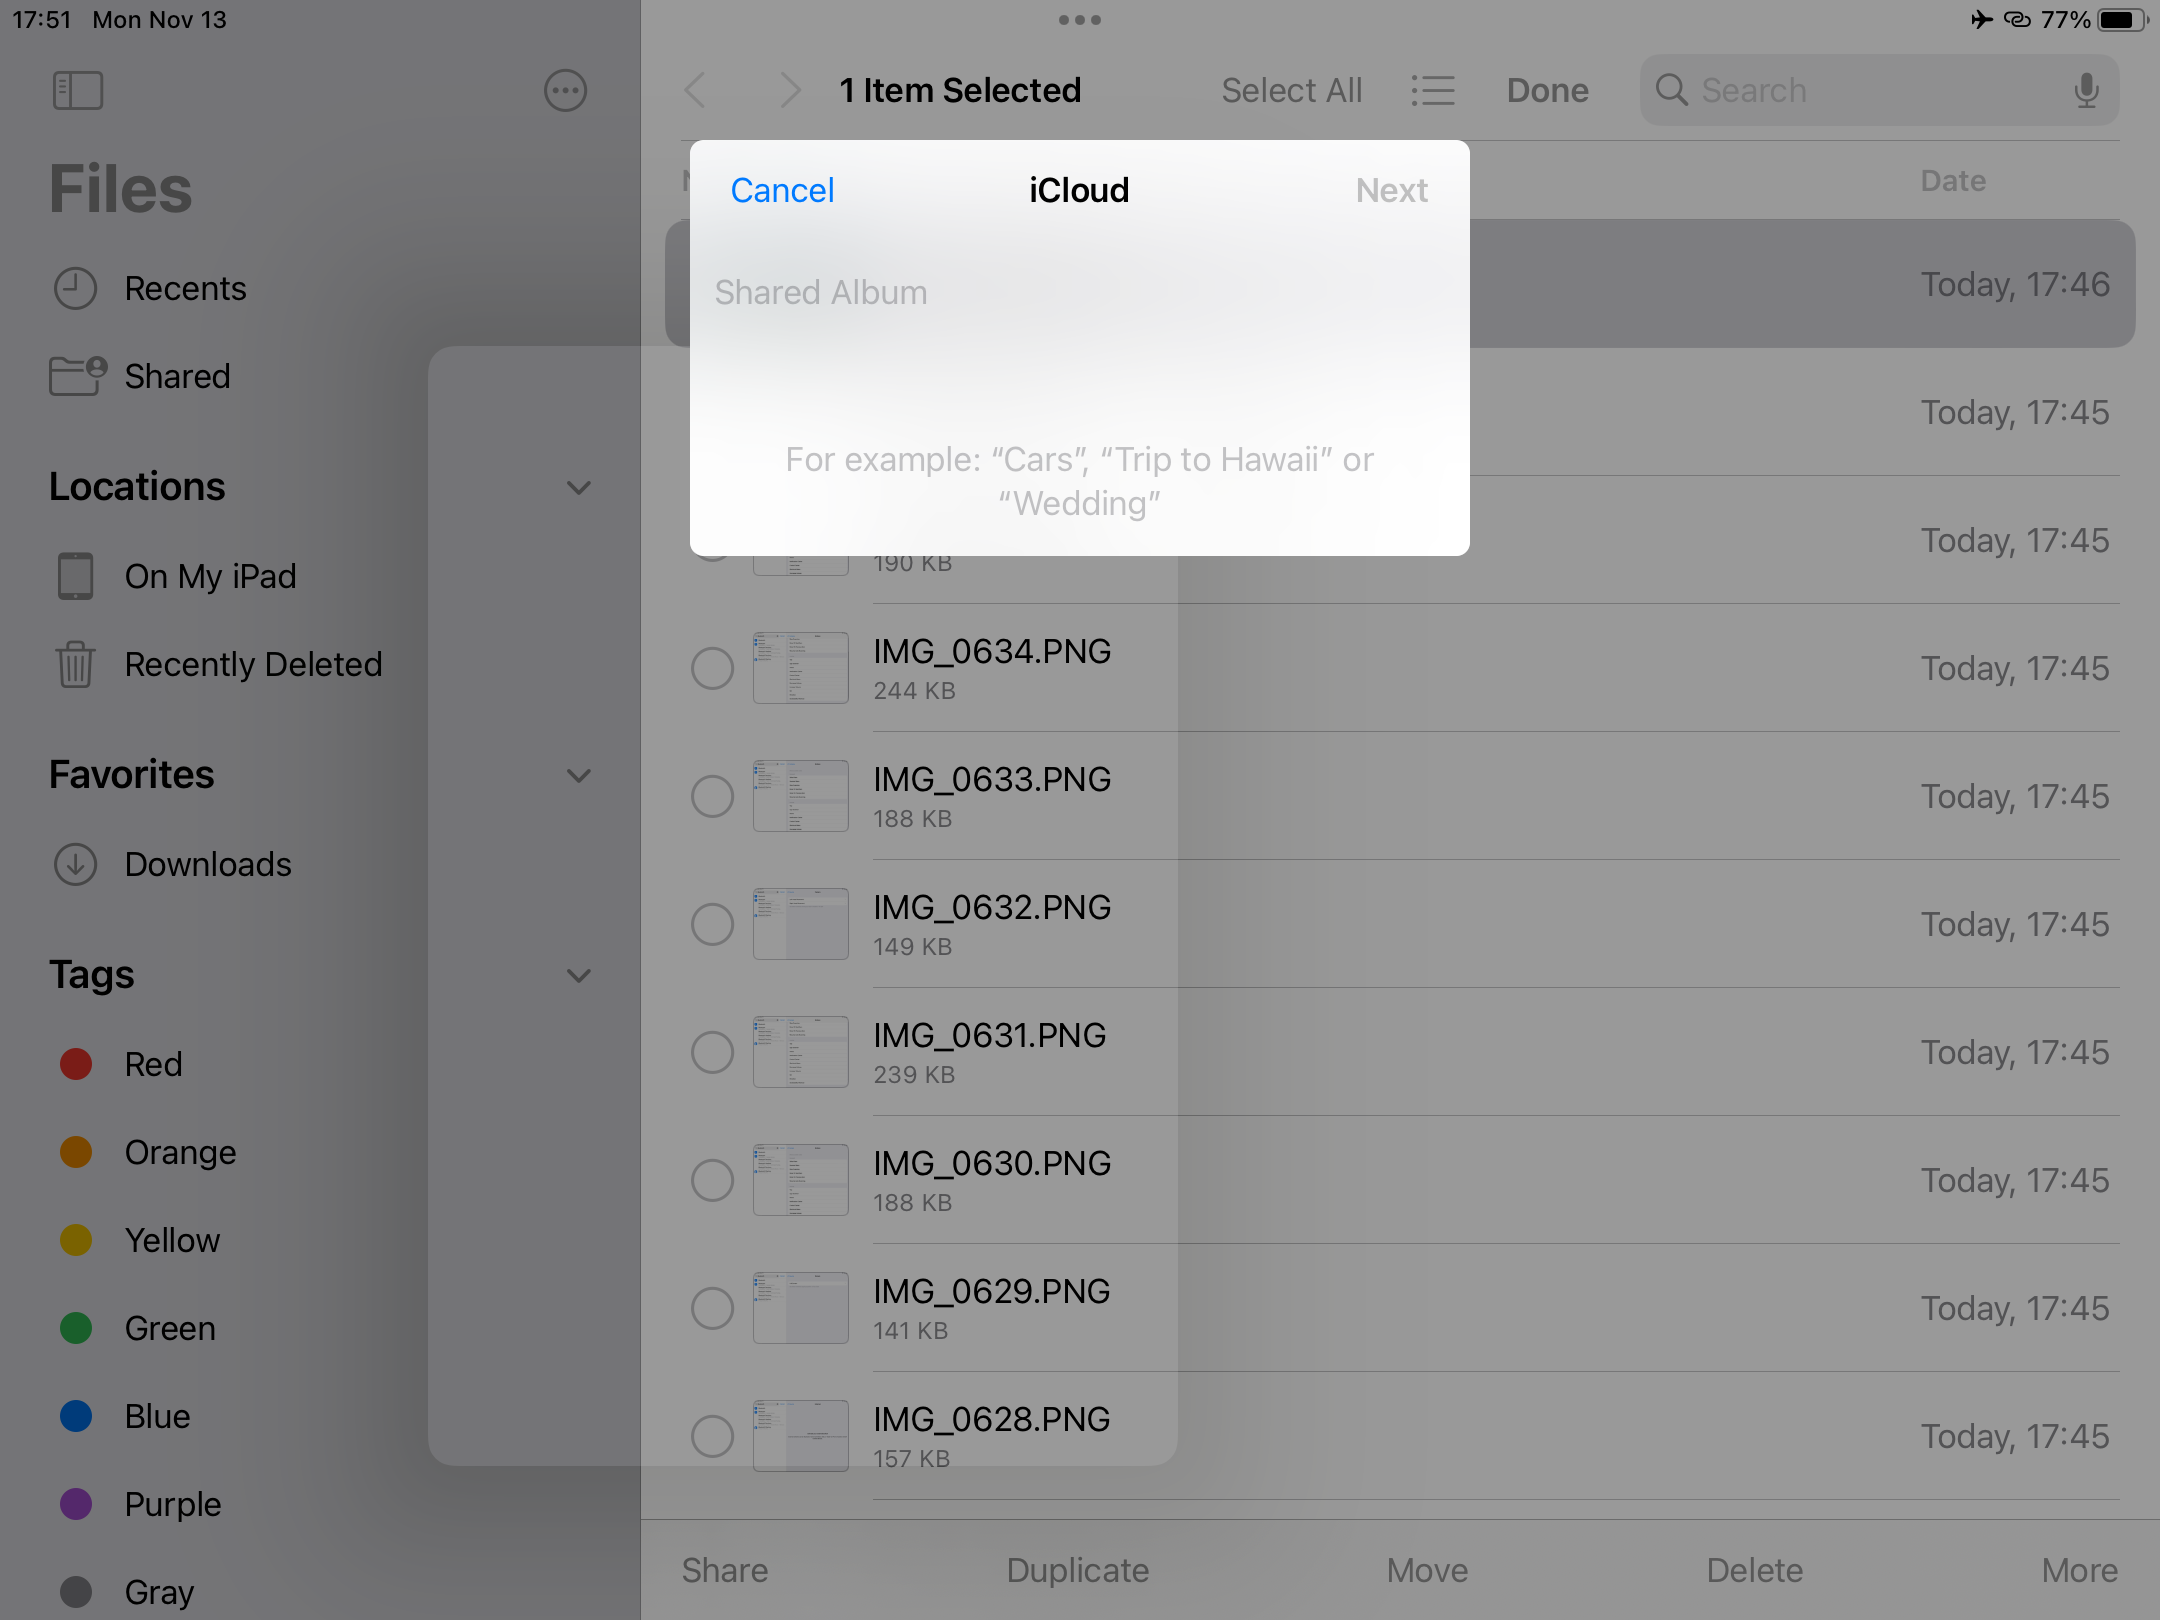 17:51 Mon Nov 13
77%
Files
Recents
Shared
Locations
On My iPad
Recently Deleted
Favorites
Downloads
Tags
Red
Orange
Yellow
Green
Blue
Purple
Gray
1 Item Selected
Select All
Done
Search
Date
Cancel
iCloud
Next
Shared Album
For example: “Cars”, “Trip to Hawaii” or
“Wedding”
Today, 17:46
Today, 17:45
190 KB
Today, 17:45
IMG_0634.PNG
244 KB
Today, 17:45
IMG_0633.PNG
188 KB
Today, 17:45
IMG_0632.PNG
149 KB
Today, 17:45
IMG_0631.PNG
239 KB
Today, 17:45
IMG_0630.PNG
188 KB
Today, 17:45
IMG_0629.PNG
141 KB
Today, 17:45
IMG_0628.PNG
157 KB
Today, 17:45
Share
Duplicate
Move
Delete
More